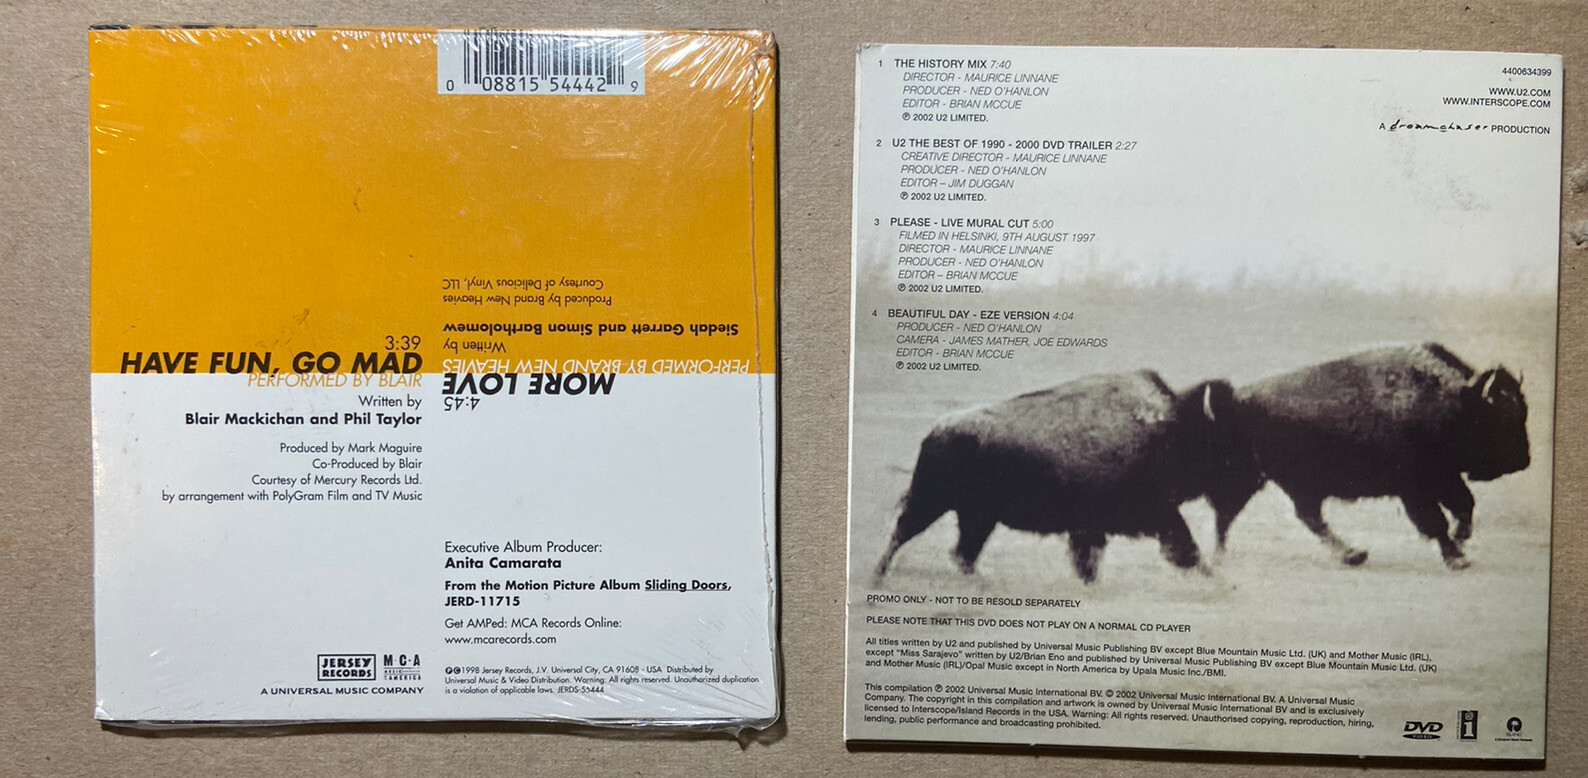 0 08815 54442 9
3:39
HAVE FUN, GO MAD
PERFORMED BY BLAIR
Written by
Blair Mackichan and Phil Taylor
Produced by Mark Maguire
Co-Produced by Blair
Courtesy of Mercury Records Ltd.
by arrangement with PolyGram Film and TV Music
4:45
MORE LOVE
PERFORMED BY BRAND NEW HEAVIES
Written by
Siedah Garrett and Simon Bartholomew
Produced by Brand New Heavies
Courtesy of Delicious Vinyl, LLC
Executive Album Producer:
Anita Camarata
From the Motion Picture Album Sliding Doors,
JERD-11715
Get AMPed: MCA Records Online:
www.mcarecords.com
JERSEY
RECORDS
M·C·A
MUSIC
AMERICA
A UNIVERSAL MUSIC COMPANY
℗©1998 Jersey Records, J.V. Universal City, CA 91608 - USA Distributed by
Universal Music & Video Distribution. Warning: All rights reserved. Unauthorized duplication
is a violation of applicable laws. JERDS-55444
1 THE HISTORY MIX 7:40
DIRECTOR - MAURICE LINNANE
PRODUCER - NED O'HANLON
EDITOR - BRIAN MCCUE
℗ 2002 U2 LIMITED.
2 U2 THE BEST OF 1990 - 2000 DVD TRAILER 2:27
CREATIVE DIRECTOR - MAURICE LINNANE
PRODUCER - NED O'HANLON
EDITOR – JIM DUGGAN
℗ 2002 U2 LIMITED.
3 PLEASE - LIVE MURAL CUT 5:00
FILMED IN HELSINKI, 9TH AUGUST 1997
DIRECTOR - MAURICE LINNANE
PRODUCER - NED O'HANLON
EDITOR – BRIAN MCCUE
℗ 2002 U2 LIMITED.
4 BEAUTIFUL DAY - EZE VERSION 4:04
PRODUCER - NED O'HANLON
CAMERA - JAMES MATHER, JOE EDWARDS
EDITOR - BRIAN MCCUE
℗ 2002 U2 LIMITED.
4400634399
WWW.U2.COM
WWW.INTERSCOPE.COM
A dreamchaser PRODUCTION
PROMO ONLY - NOT TO BE RESOLD SEPARATELY
PLEASE NOTE THAT THIS DVD DOES NOT PLAY ON A NORMAL CD PLAYER
All titles written by U2 and published by Universal Music Publishing BV except Blue Mountain Music Ltd. (UK) and Mother Music (IRL),
except "Miss Sarajevo" written by U2/Brian Eno and published by Universal Music Publishing BV except Blue Mountain Music Ltd. (UK)
and Mother Music (IRL)/Opal Music except in North America by Upala Music Inc./BMI.
This compilation ℗ 2002 Universal Music International BV. © 2002 Universal Music International BV. A Universal Music
Company. The copyright in this compilation and artwork is owned by Universal Music International BV and is exclusively
licensed to Interscope/Island Records in the USA. Warning: All rights reserved. Unauthorised copying, reproduction, hiring,
lending, public performance and broadcasting prohibited.
DVD
VIDEO